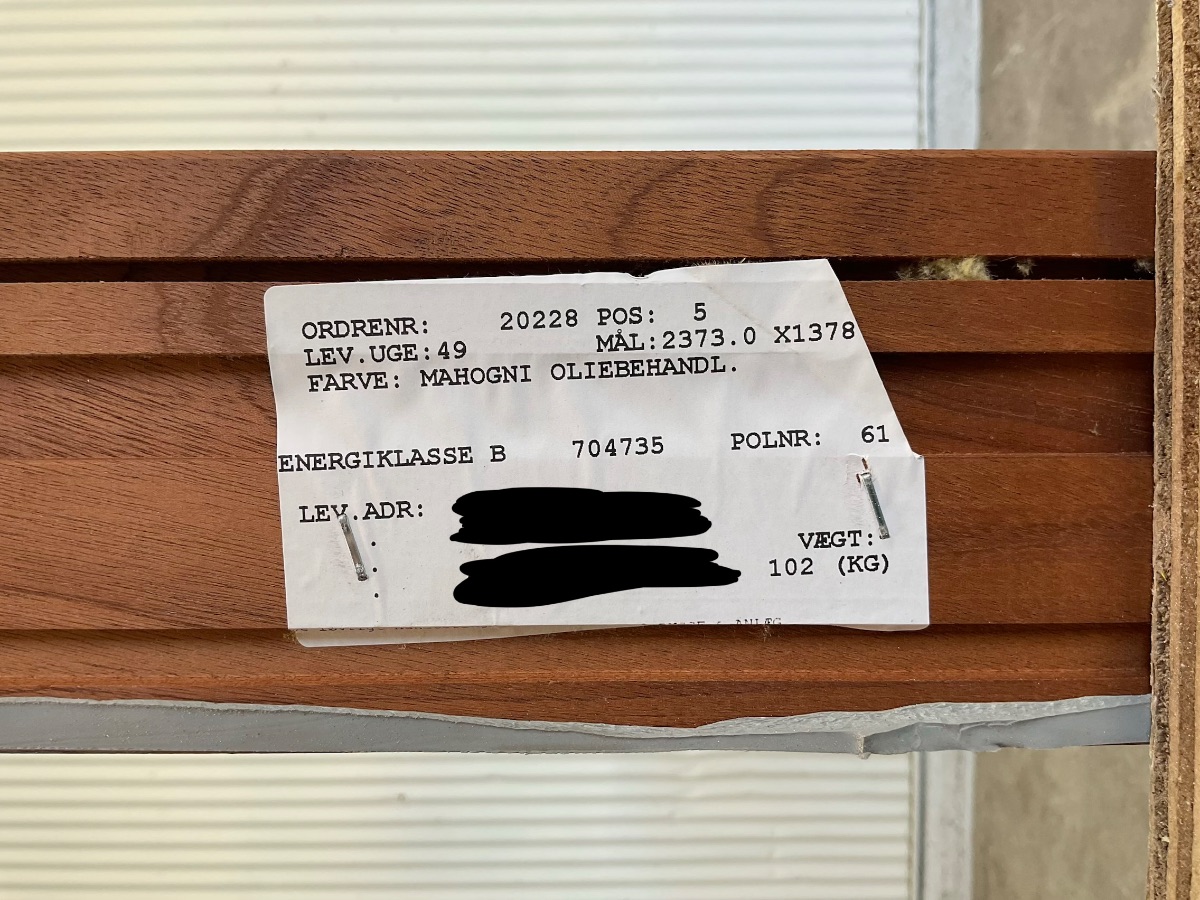 ORDRENR: 20228 POS: 5
LEV.UGE:49 MÅL:2373.0 X1378
FARVE: MAHOGNI OLIEBEHANDL.
ENERGIKLASSE B 704735 POLNR: 61
LEV.ADR:
VÆGT:
102 (KG)